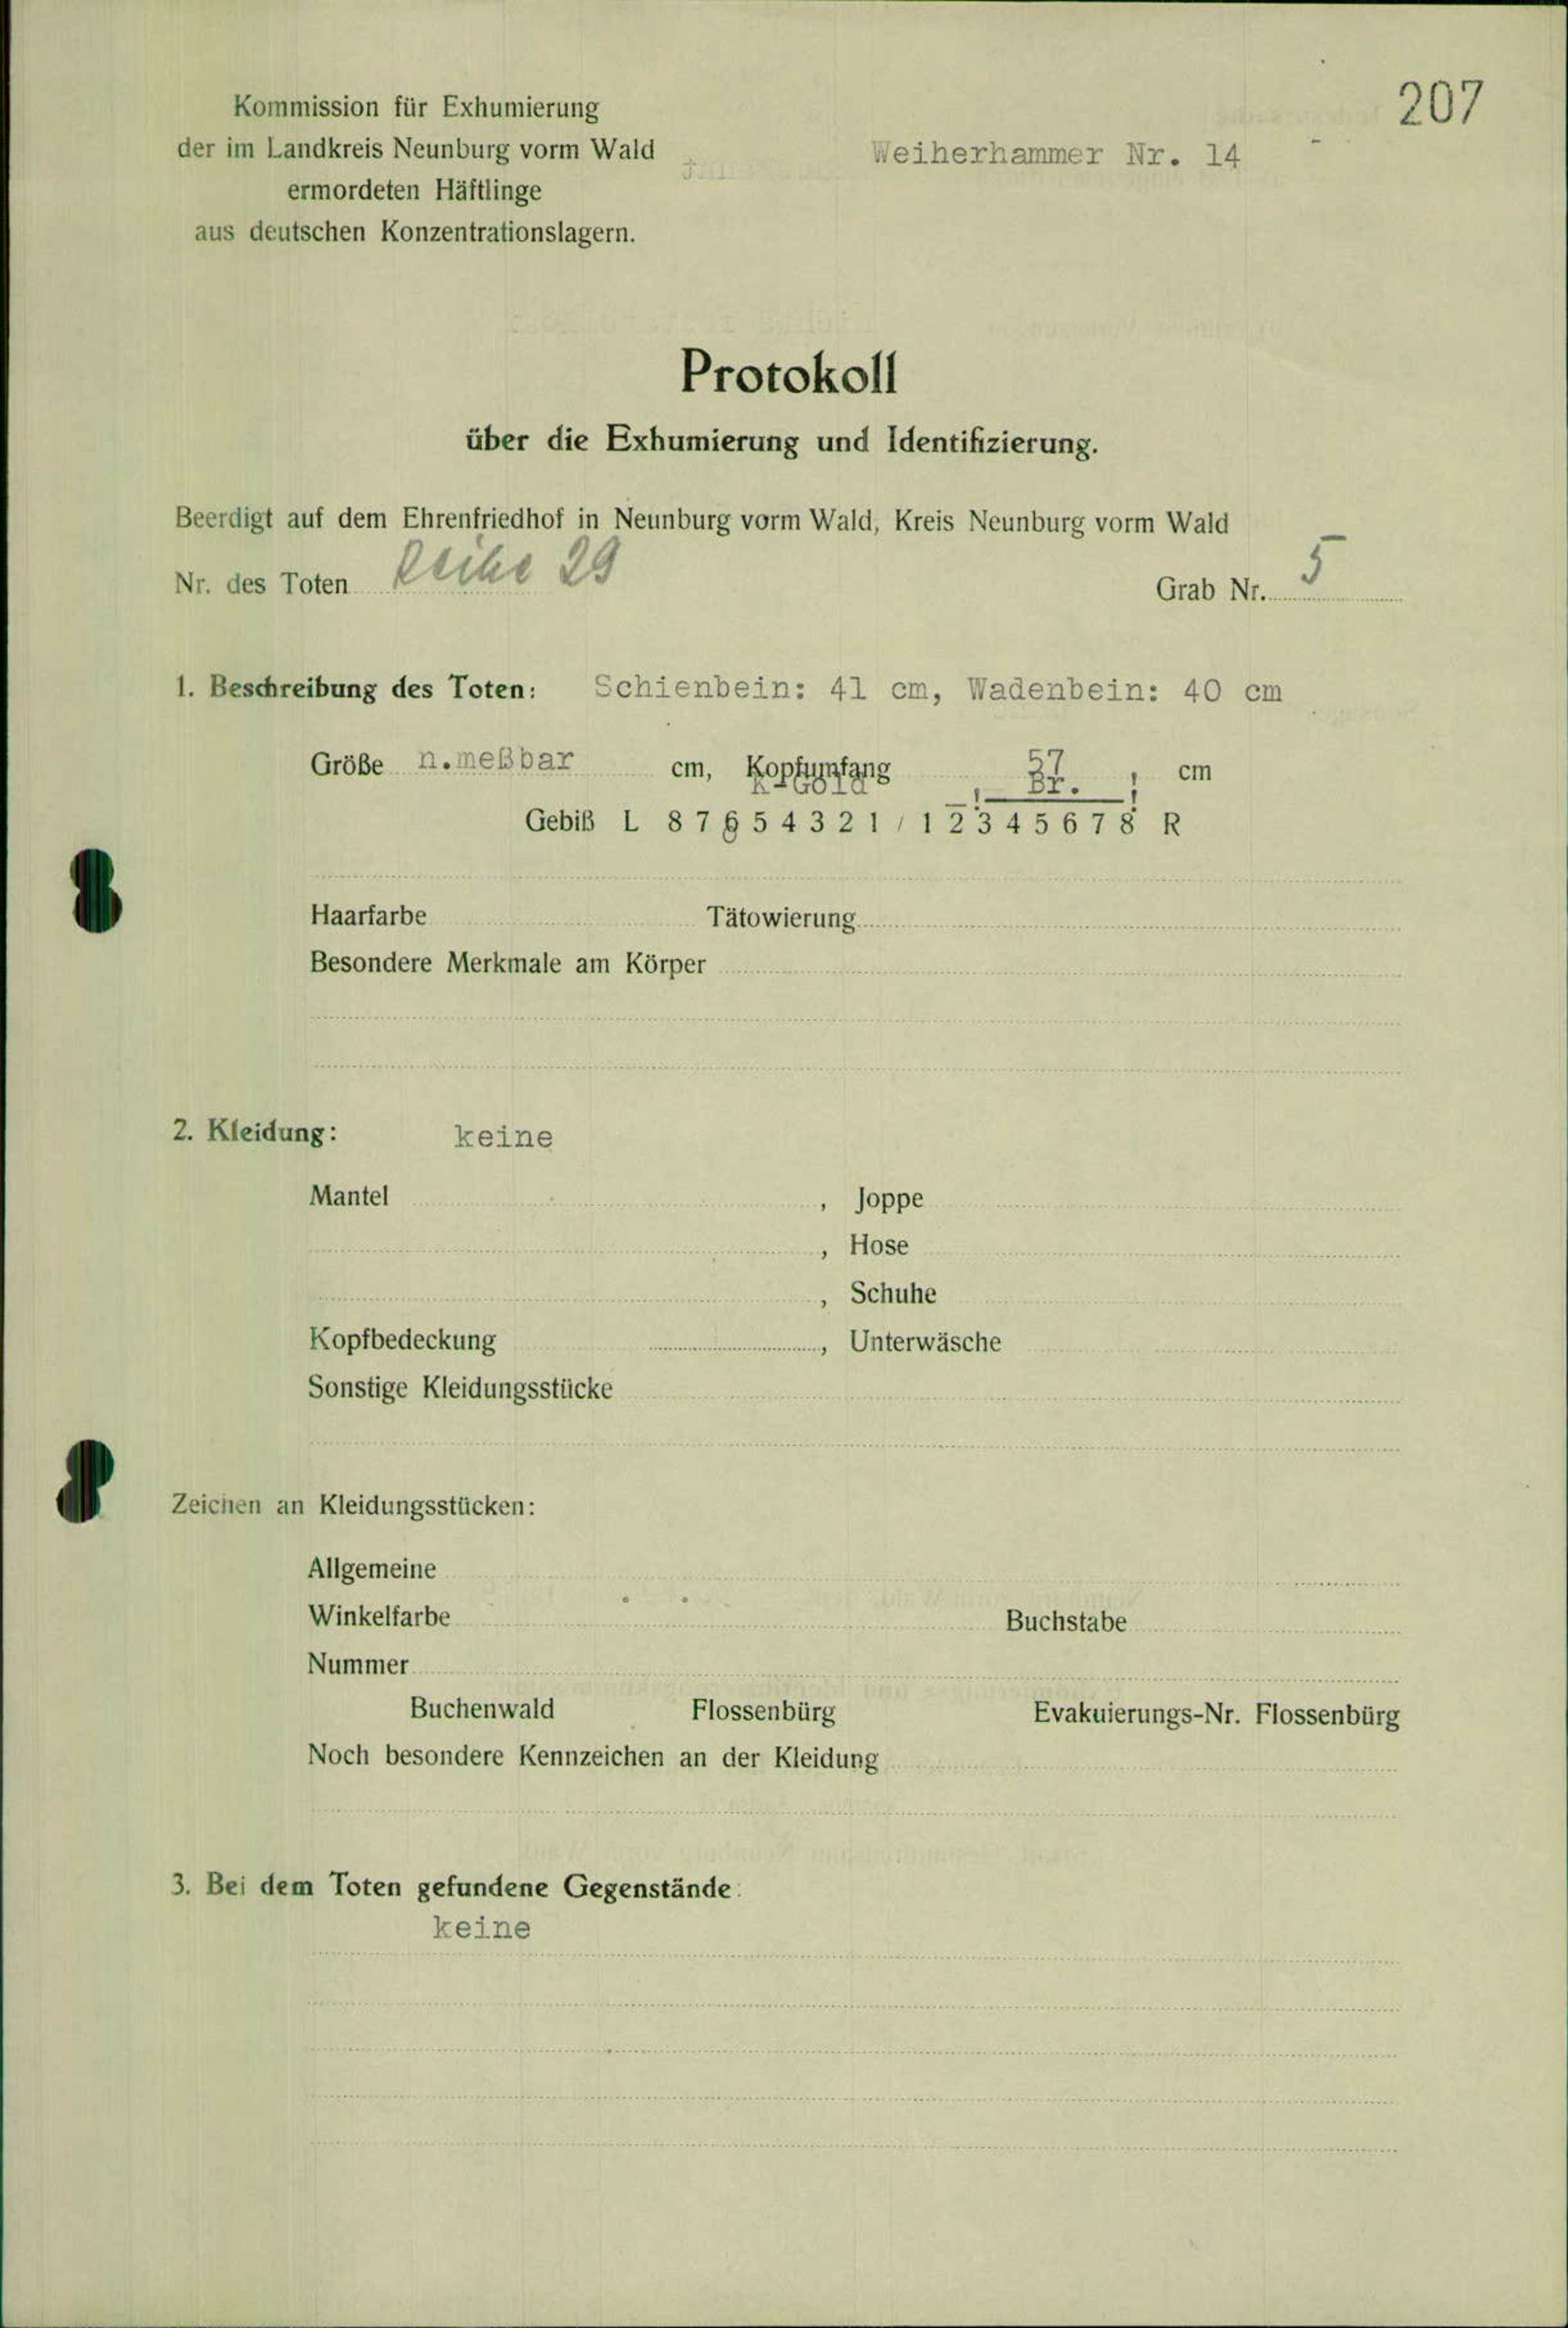 207
Kommission für Exhumierung
der im Landkreis Neunburg vorm Wald
Weiherhammer Nr. 14
ermordeten Häftlinge
aus deutschen Konzentrationslagern.
Protokoll
über die Exhumierung und Identifizierung.
Beerdigt auf dem Ehrenfriedhof in Neunburg vorm Wald, Kreis Neunburg vorm Wald
Nr. des Toten Reihe 29 Grab Nr. 5
1. Beschreibung des Toten: Schienbein: 41 cm, Wadenbein: 40 cm
Größe n.meßbar cm, Kopfumfang 57 cm
K-Gold Br.
Gebiß L 8 7 6 5 4 3 2 1 / 1 2 3 4 5 6 7 8 R
Haarfarbe Tätowierung
Besondere Merkmale am Körper
2. Kleidung: keine
Mantel , Joppe
, Hose
, Schuhe
Kopfbedeckung , Unterwäsche
Sonstige Kleidungsstücke
Zeichen an Kleidungsstücken:
Allgemeine
Winkelfarbe Buchstabe
Nummer
Buchenwald Flossenbürg Evakuierungs-Nr. Flossenbürg
Noch besondere Kennzeichen an der Kleidung
3. Bei dem Toten gefundene Gegenstände:
keine